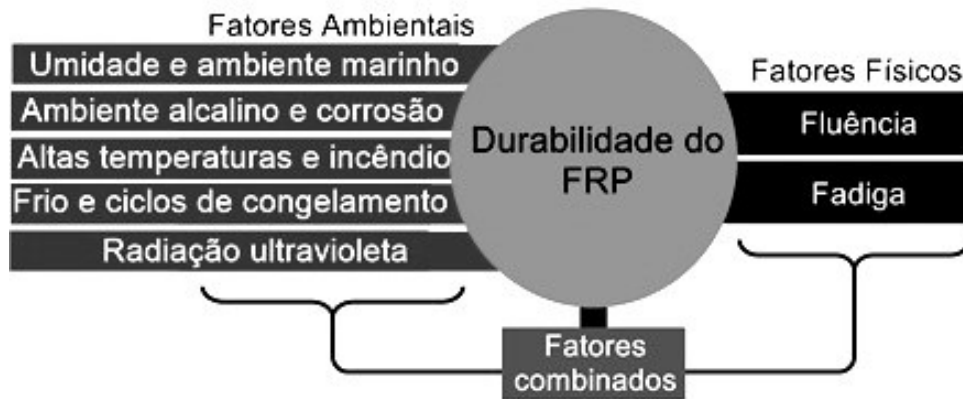 Fatores Ambientais
Umidade e ambiente marinho
Ambiente alcalino e corrosão
Altas temperaturas e incêndio
Frio e ciclos de congelamento
Radiação ultravioleta
Durabilidade do
FRP
Fatores Físicos
Fluência
Fadiga
Fatores
combinados